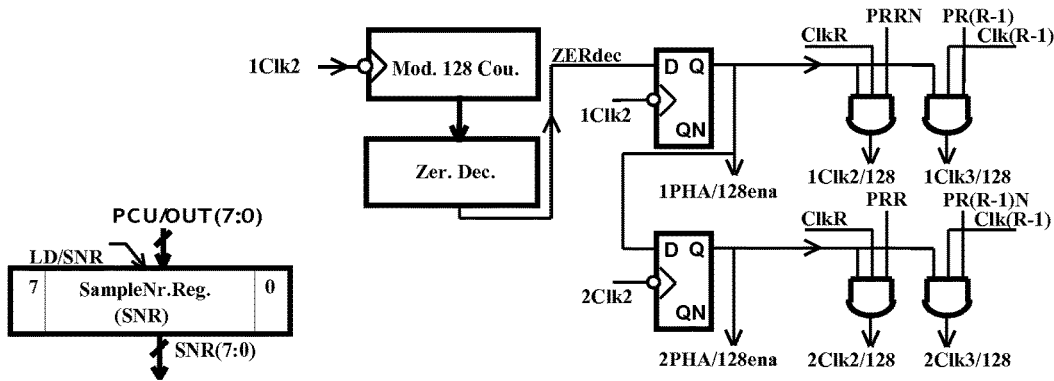 PRRN
PR(R-1)
ClkR
Clk(R-1)
1Clk2
Mod. 128 Cou.
ZERdec
D Q
1Clk2
QN
Zer. Dec.
1PHA/128ena
1Clk2/128
1Clk3/128
PCU/OUT(7:0)
LD/SNR
PRR
PR(R-1)N
ClkR
Clk(R-1)
7
SampleNr.Reg.
(SNR)
0
D Q
2Clk2
QN
SNR(7:0)
2PHA/128ena
2Clk2/128
2Clk3/128